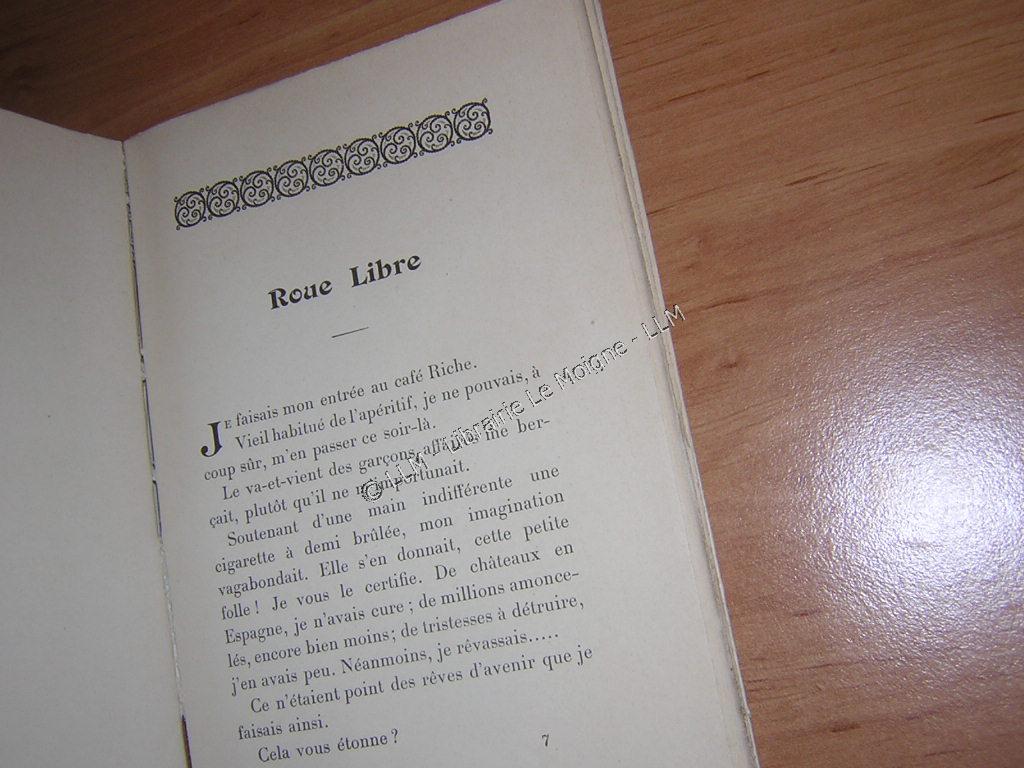 Roue Libre
JE faisais mon entrée au café Riche.
Vieil habitué de l'apéritif, je ne pouvais, à
coup sûr, m'en passer ce soir-là.
Le va-et-vient des garçons affairés me ber-
çait, plutôt qu'il ne m'importunait.
Soutenant d'une main indifférente une
cigarette à demi brûlée, mon imagination
vagabondait. Elle s'en donnait, cette petite
folle ! Je vous le certifie. De châteaux en
Espagne, je n'avais cure ; de millions amonce-
lés, encore bien moins ; de tristesses à détruire,
j'en avais peu. Néanmoins, je rêvassais.....
Ce n'étaient point des rêves d'avenir que je
faisais ainsi.
Cela vous étonne ?
7
© LLM - Librairie Le Moigne - LLM